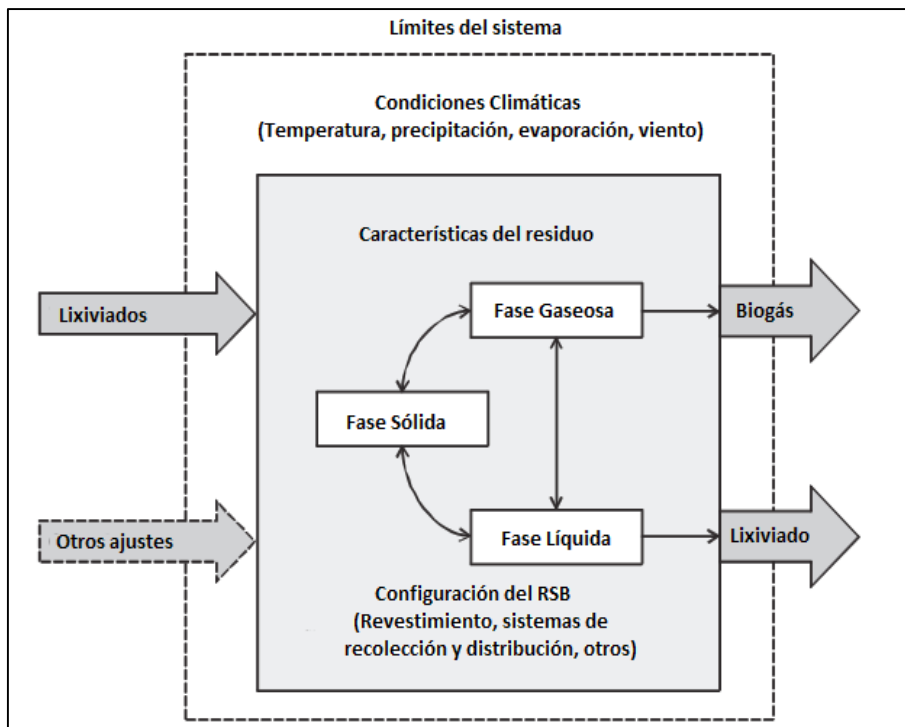 Límites del sistema
Condiciones Climáticas
(Temperatura, precipitación, evaporación, viento)
Características del residuo
Lixiviados
Fase Gaseosa
Biogás
Fase Sólida
Otros ajustes
Fase Líquida
Lixiviado
Configuración del RSB
(Revestimiento, sistemas de
recolección y distribución, otros)